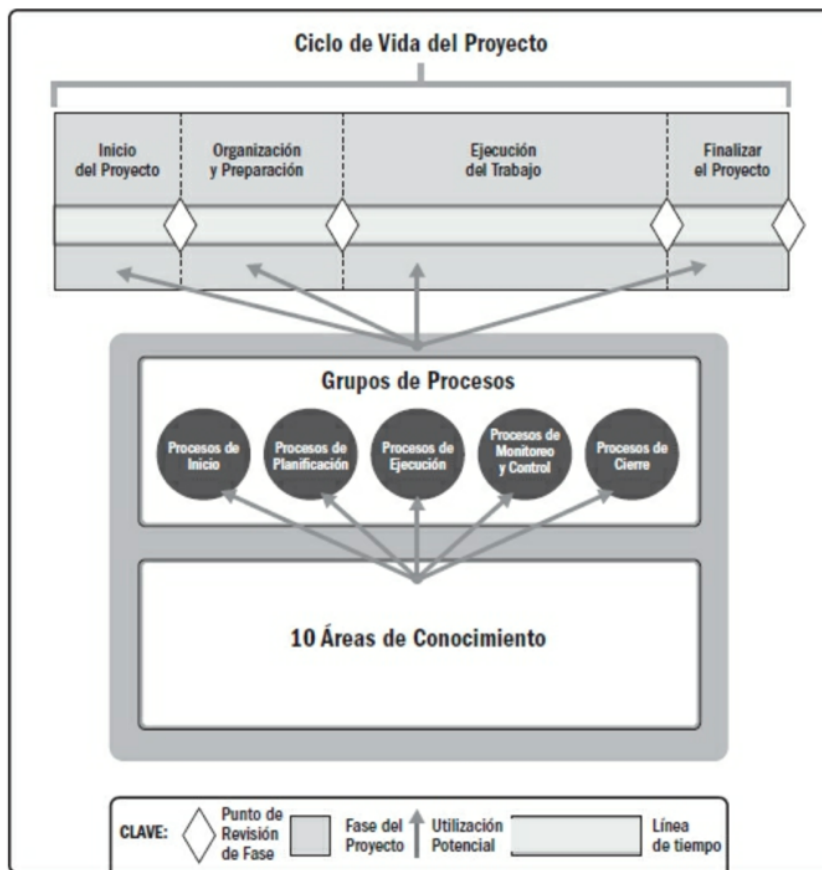 Ciclo de Vida del Proyecto
Inicio
del Proyecto
Organización
y Preparación
Ejecución
del Trabajo
Finalizar
el Proyecto
Grupos de Procesos
Procesos de
Inicio
Procesos de
Planificación
Procesos de
Ejecución
Procesos de
Monitoreo
y Control
Procesos de
Cierre
10 Áreas de Conocimiento
CLAVE:
Punto de
Revisión
de Fase
Fase del
Proyecto
Utilización
Potencial
Línea
de tiempo